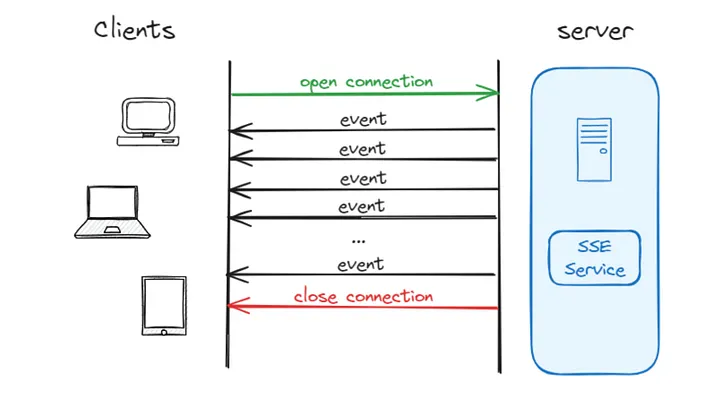 Clients
server
open connection
event
event
event
event
...
event
close connection
SSE
Service